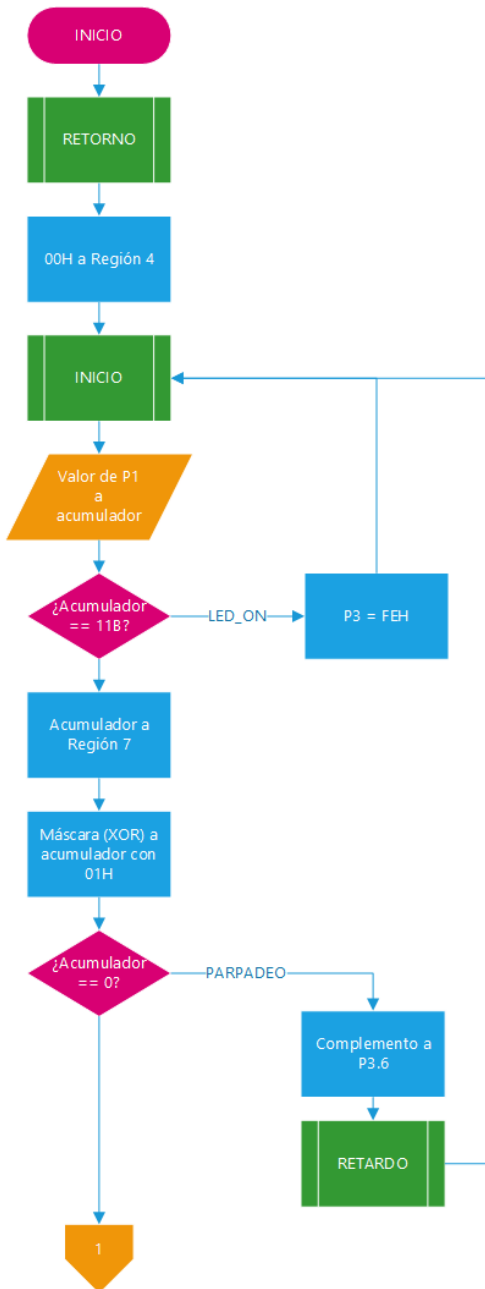 INICIO
RETORNO
00H a Región 4
INICIO
Valor de P1
a
acumulador
¿Acumulador
== 11B?
LED_ON
P3 = FEH
Acumulador a
Región 7
Máscara (XOR) a
acumulador con
01H
¿Acumulador
== 0?
PARPADEO
Complemento a
P3.6
RETARDO
1